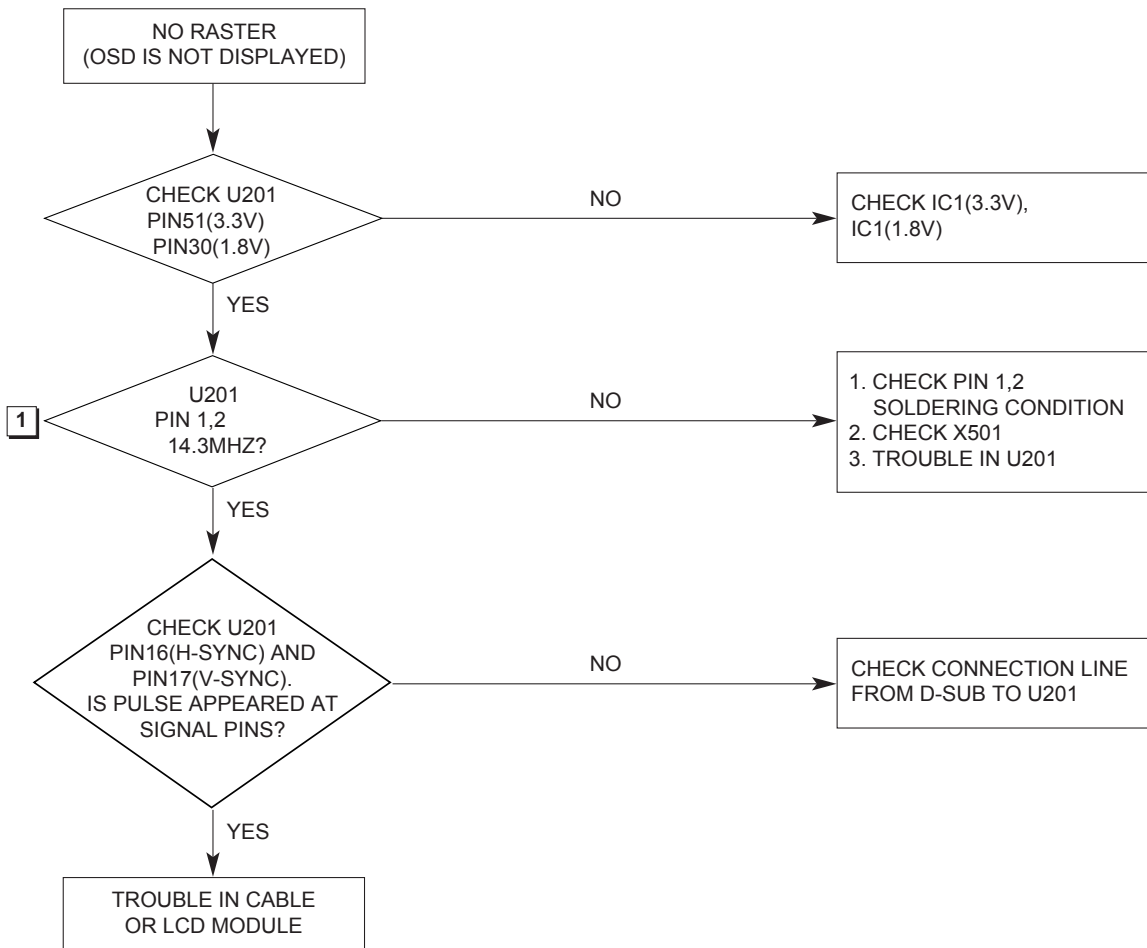 NO RASTER
(OSD IS NOT DISPLAYED)
CHECK U201
PIN51(3.3V)
PIN30(1.8V)
NO
CHECK IC1(3.3V),
IC1(1.8V)
YES
1
U201
PIN 1,2
14.3MHZ?
NO
1. CHECK PIN 1,2
SOLDERING CONDITION
2. CHECK X501
3. TROUBLE IN U201
YES
CHECK U201
PIN16(H-SYNC) AND
PIN17(V-SYNC).
IS PULSE APPEARED AT
SIGNAL PINS?
NO
CHECK CONNECTION LINE
FROM D-SUB TO U201
YES
TROUBLE IN CABLE
OR LCD MODULE